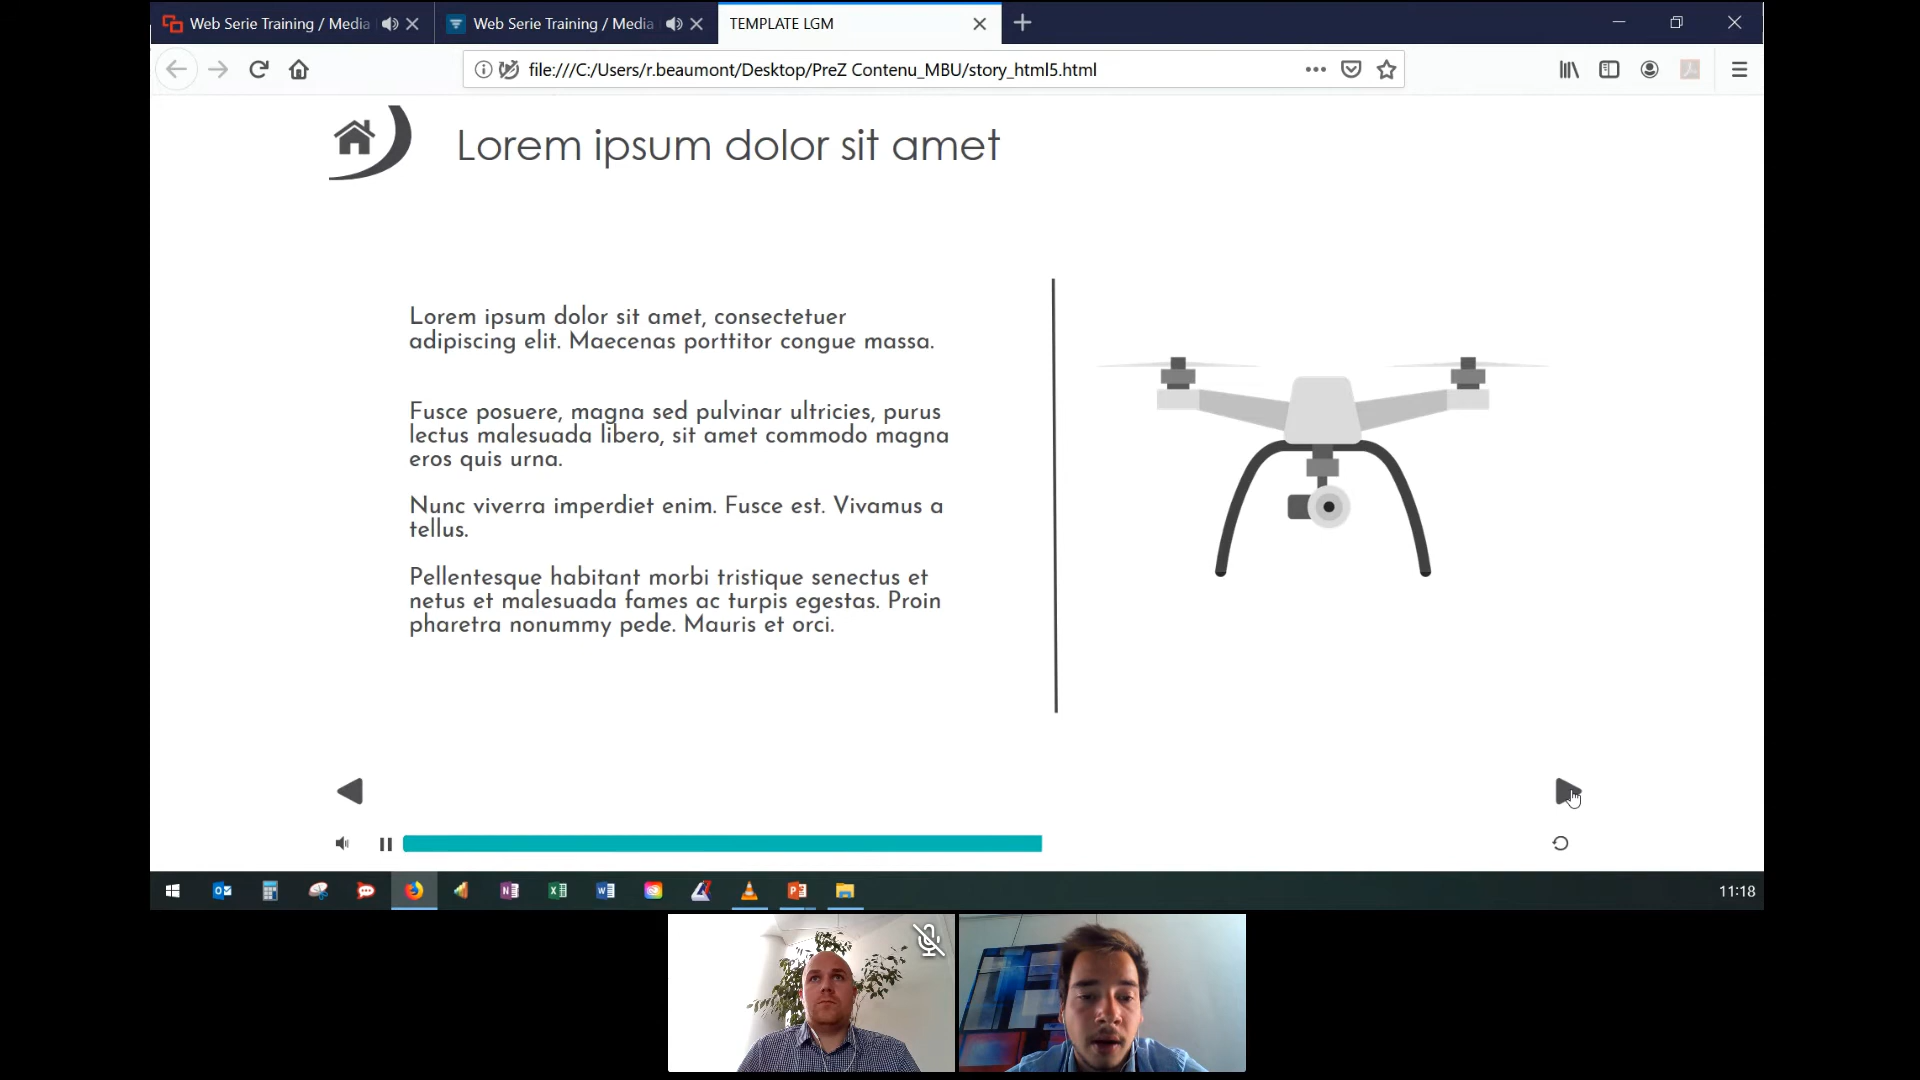 Web Serie Training / Media
Web Serie Training / Media
TEMPLATE LGM
file:///C:/Users/r.beaumont/Desktop/PreZ Contenu_MBU/story_html5.html
Lorem ipsum dolor sit amet
Lorem ipsum dolor sit amet, consectetuer
adipiscing elit. Maecenas porttitor congue massa.
Fusce posuere, magna sed pulvinar ultricies, purus
lectus malesuada libero, sit amet commodo magna
eros quis urna.
Nunc viverra imperdiet enim. Fusce est. Vivamus a
tellus.
Pellentesque habitant morbi tristique senectus et
netus et malesuada fames ac turpis egestas. Proin
pharetra nonummy pede. Mauris et orci.
11:18